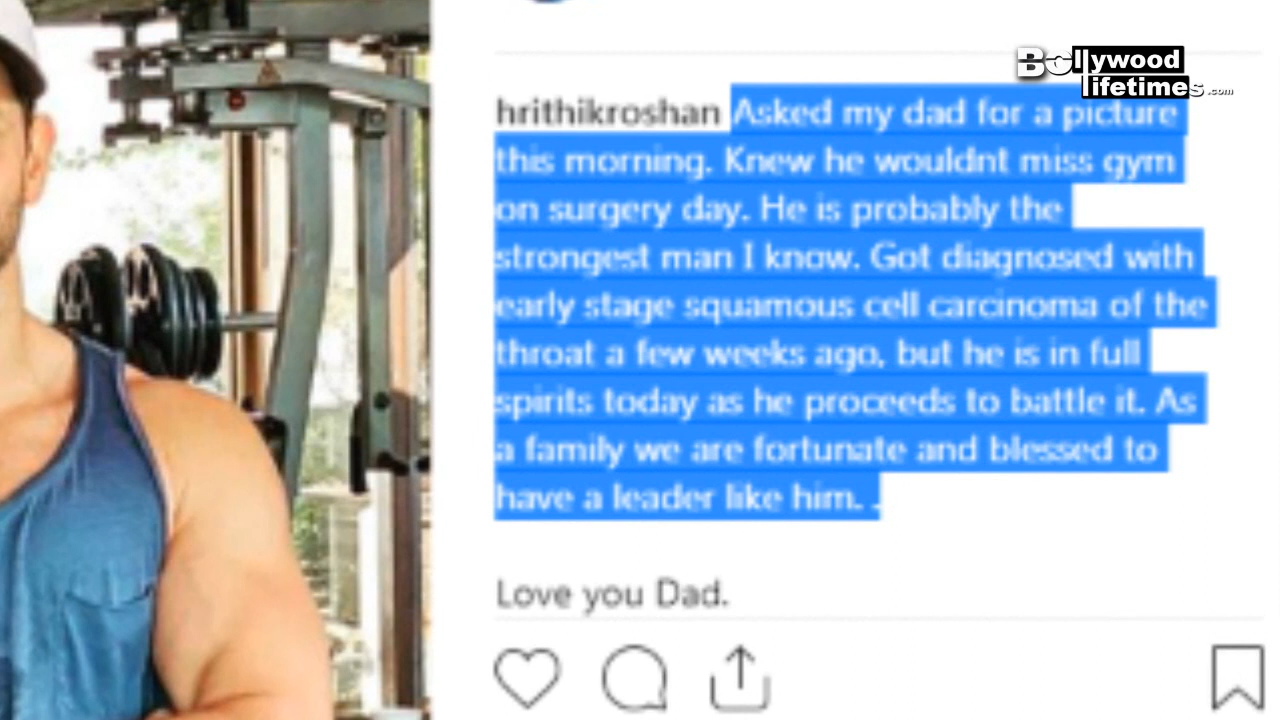 Bollywood
lifetimes.com
hrithikroshan Asked my dad for a picture
this morning. Knew he wouldnt miss gym
on surgery day. He is probably the
strongest man I know. Got diagnosed with
early stage squamous cell carcinoma of the
throat a few weeks ago, but he is in full
spirits today as he proceeds to battle it. As
a family we are fortunate and blessed to
have a leader like him. .
Love you Dad.